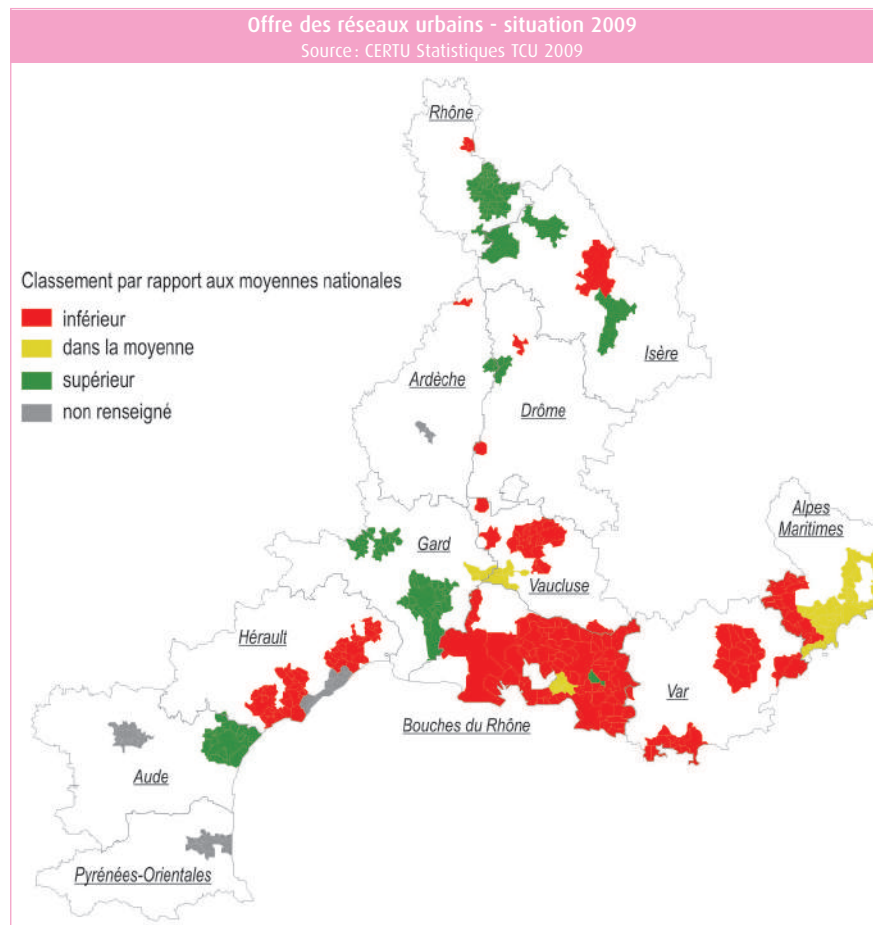 Offre des réseaux urbains - situation 2009
Source : CERTU Statistiques TCU 2009
Rhône
Classement par rapport aux moyennes nationales
inférieur
dans la moyenne
supérieur
non renseigné
Isère
Ardèche
Drôme
Alpes
Maritimes
Gard
Vaucluse
Hérault
Var
Bouches du Rhône
Aude
Pyrénées-Orientales